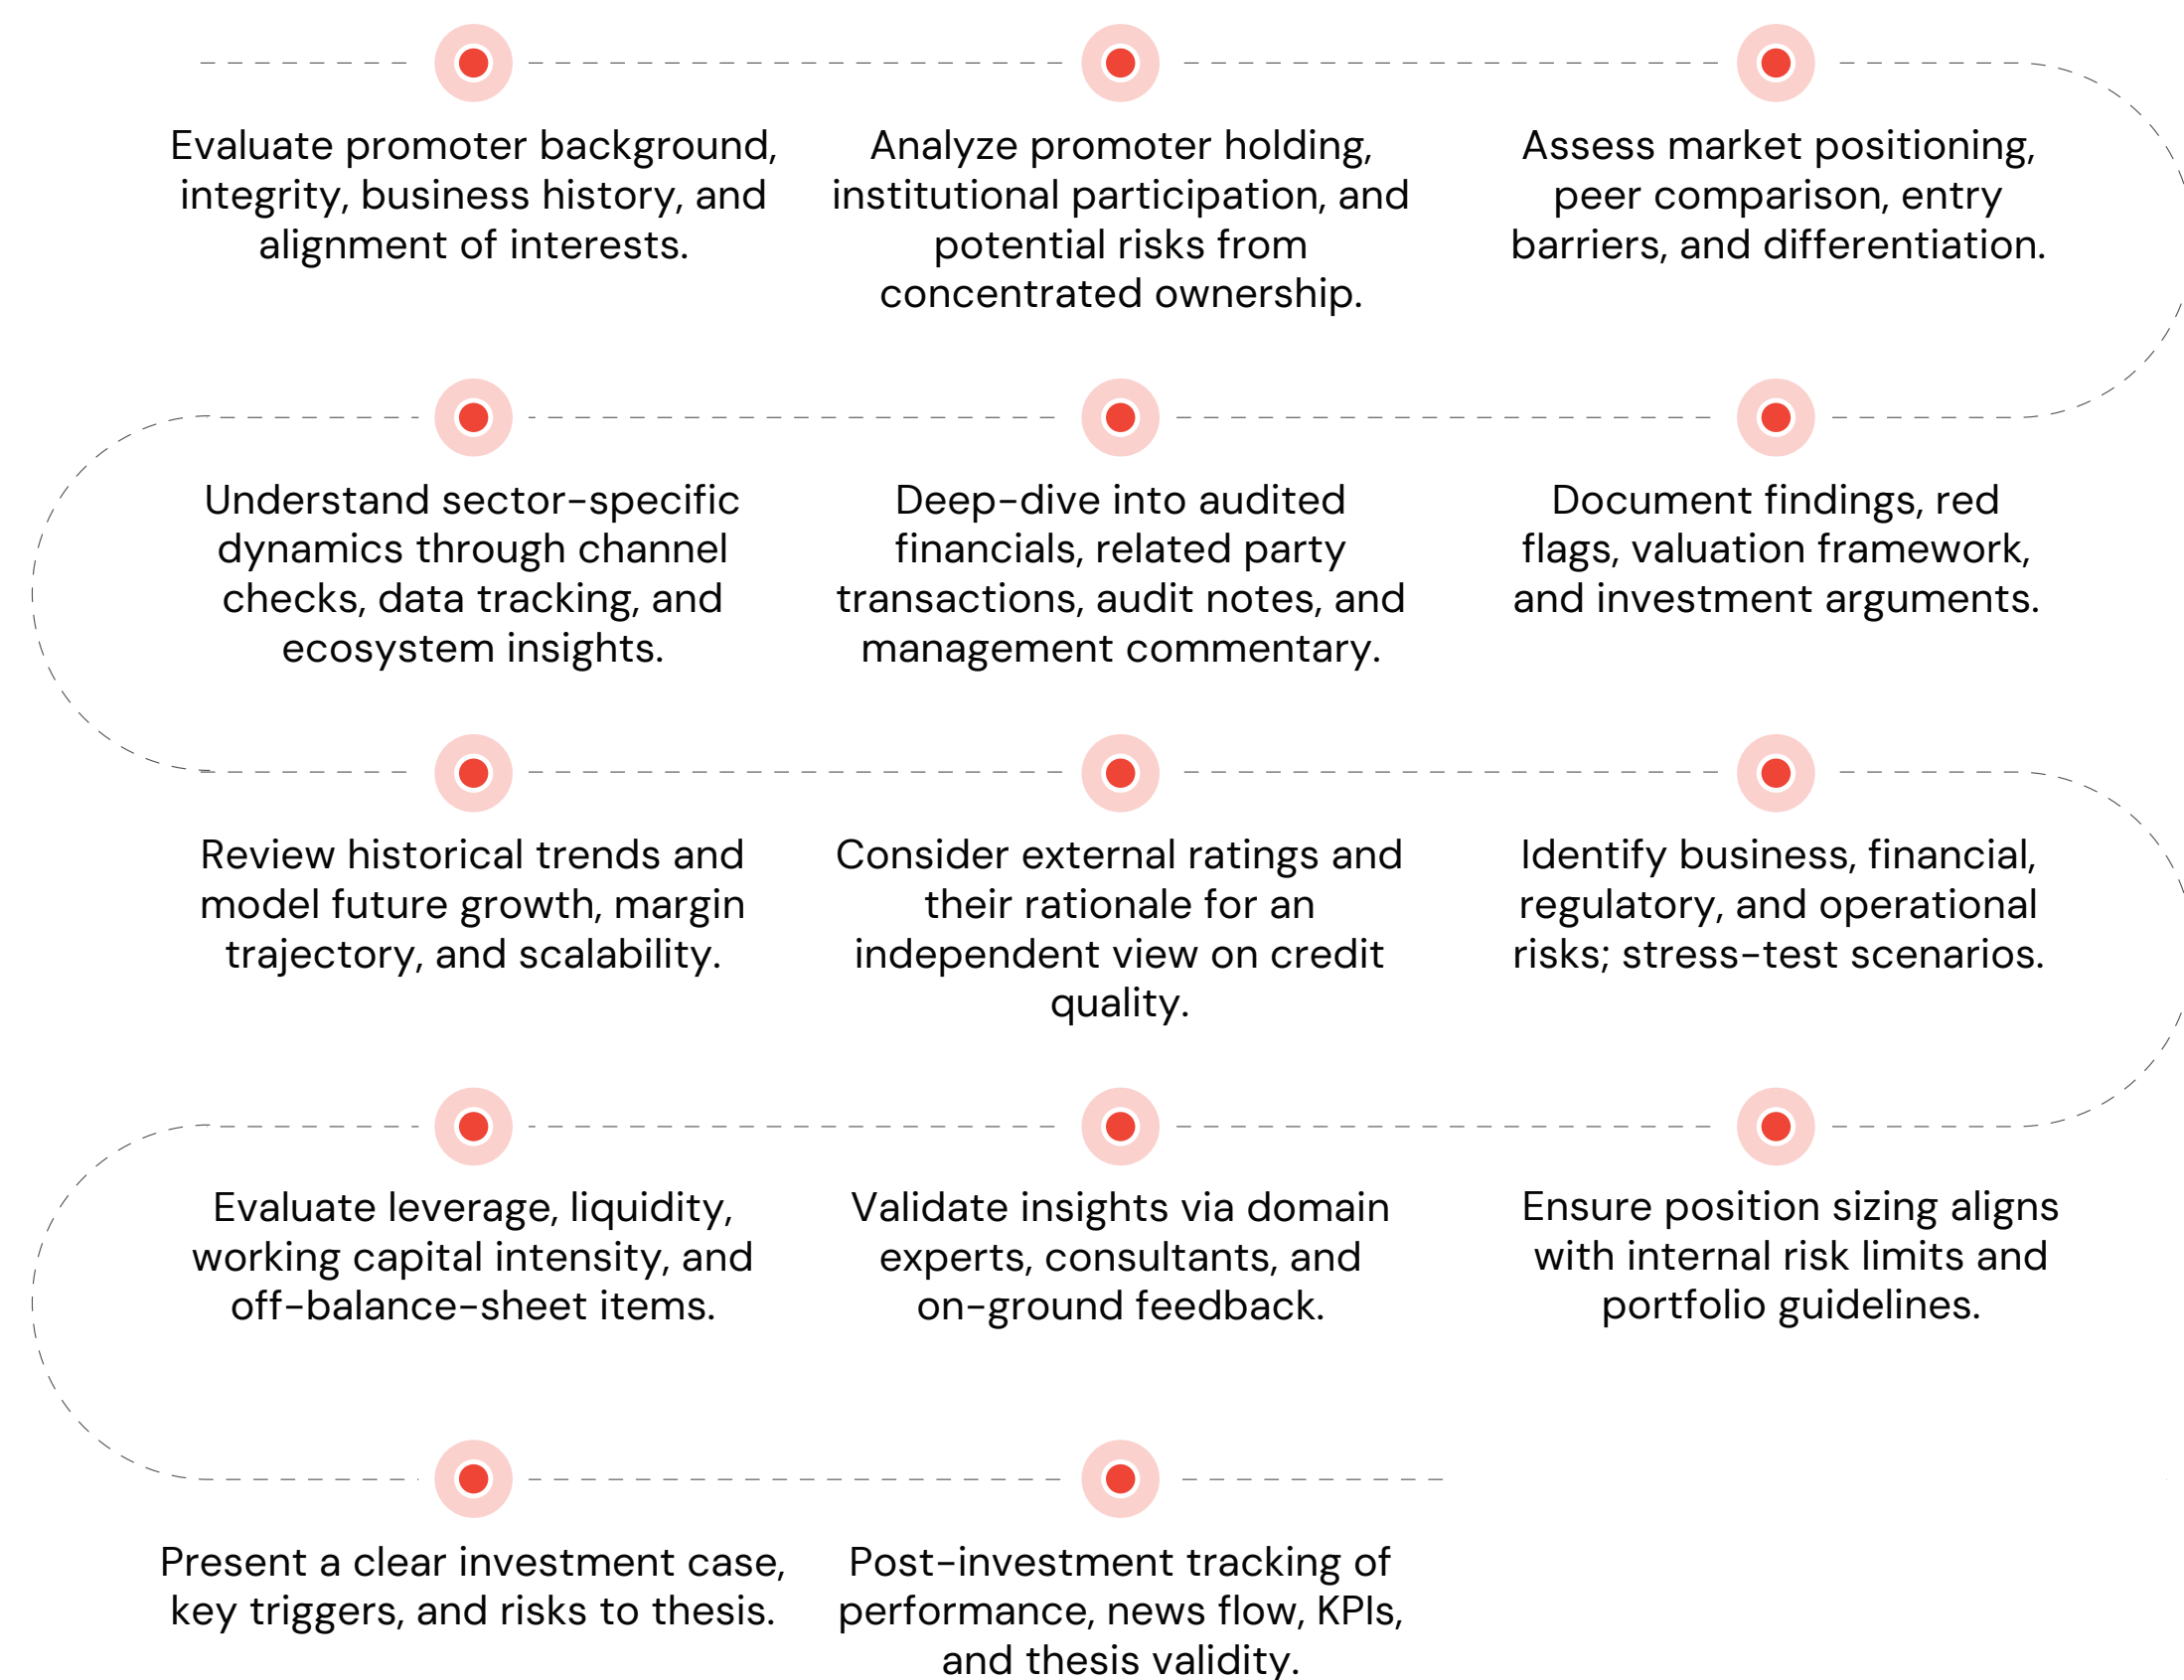 Evaluate promoter background,
integrity, business history, and
alignment of interests.
Analyze promoter holding,
institutional participation, and
potential risks from
concentrated ownership.
Assess market positioning,
peer comparison, entry
barriers, and differentiation.
Understand sector-specific
dynamics through channel
checks, data tracking, and
ecosystem insights.
Deep-dive into audited
financials, related party
transactions, audit notes, and
management commentary.
Document findings, red
flags, valuation framework,
and investment arguments.
Review historical trends and
model future growth, margin
trajectory, and scalability.
Consider external ratings and
their rationale for an
independent view on credit
quality.
Identify business, financial,
regulatory, and operational
risks; stress-test scenarios.
Evaluate leverage, liquidity,
working capital intensity, and
off-balance-sheet items.
Validate insights via domain
experts, consultants, and
on-ground feedback.
Ensure position sizing aligns
with internal risk limits and
portfolio guidelines.
Present a clear investment case,
key triggers, and risks to thesis.
Post-investment tracking of
performance, news flow, KPIs,
and thesis validity.